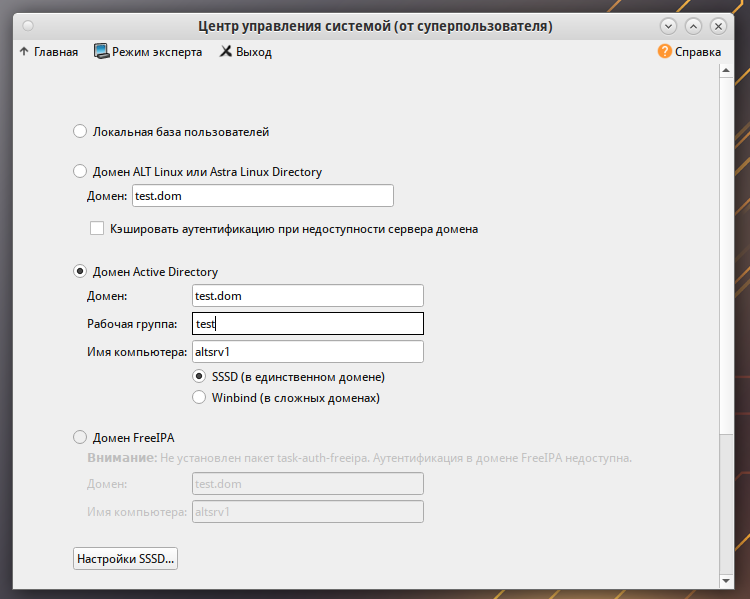 Центр управления системой (от суперпользователя)
Главная Режим эксперта Выход Справка
Локальная база пользователей
Домен ALT Linux или Astra Linux Directory
Домен: test.dom
Кэшировать аутентификацию при недоступности сервера домена
Домен Active Directory
Домен: test.dom
Рабочая группа: test
Имя компьютера: altsrv1
SSSD (в единственном домене)
Winbind (в сложных доменах)
Домен FreeIPA
Внимание: Не установлен пакет task-auth-freeipa. Аутентификация в домене FreeIPA недоступна.
Домен: test.dom
Имя компьютера: altsrv1
Настройки SSSD...